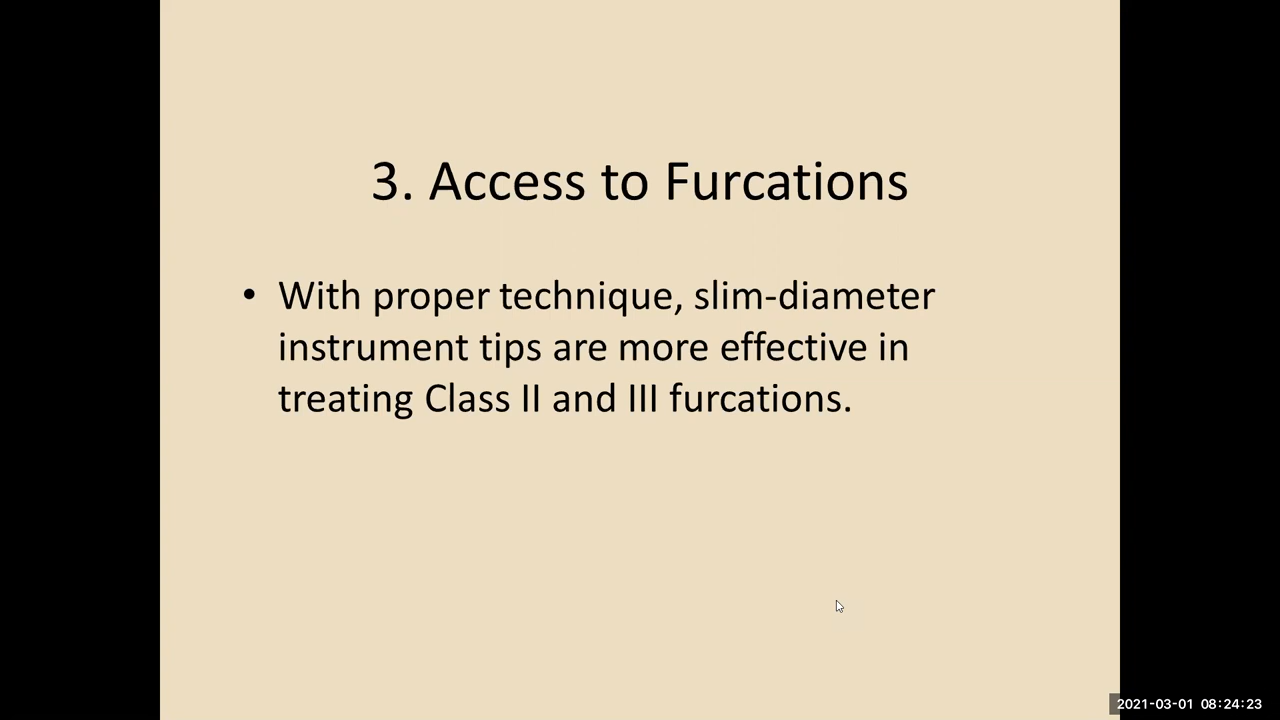 3. Access to Furcations
• With proper technique, slim-diameter
instrument tips are more effective in
treating Class II and III furcations.
2021-03-01 08:24:23